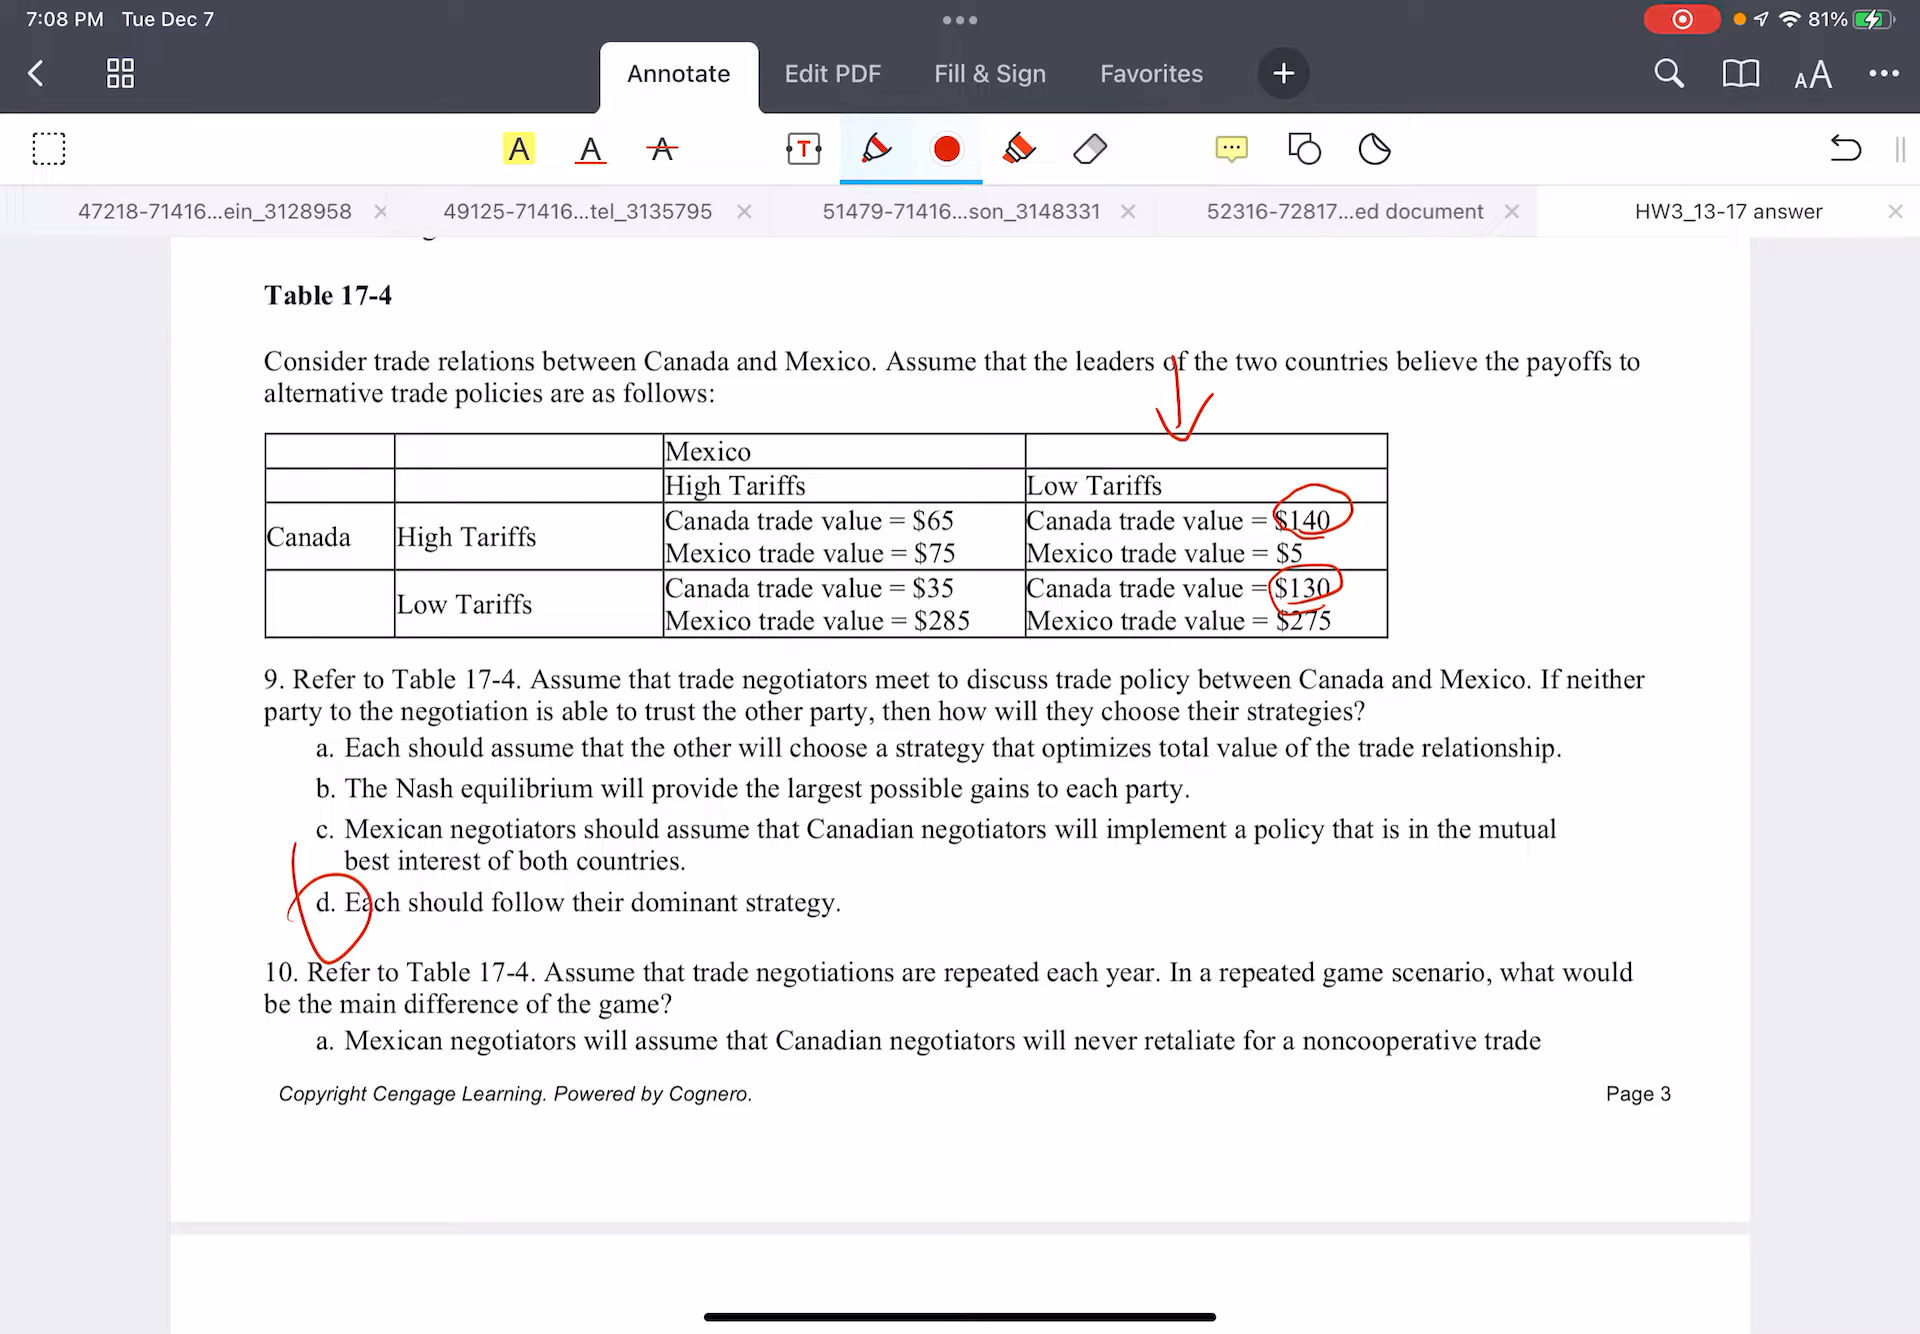 7:08 PM Tue Dec 7
81%
Annotate Edit PDF Fill & Sign Favorites
47218-71416...ein_3128958 49125-71416...tel_3135795 51479-71416...son_3148331 52316-72817...ed document HW3_13-17 answer
Table 17-4
Consider trade relations between Canada and Mexico. Assume that the leaders of the two countries believe the payoffs to
alternative trade policies are as follows:
Mexico
High Tariffs Low Tariffs
Canada High Tariffs Canada trade value = $65 Canada trade value = $140
Mexico trade value = $75 Mexico trade value = $5
Low Tariffs Canada trade value = $35 Canada trade value = $130
Mexico trade value = $285 Mexico trade value = $275
9. Refer to Table 17-4. Assume that trade negotiators meet to discuss trade policy between Canada and Mexico. If neither
party to the negotiation is able to trust the other party, then how will they choose their strategies?
a. Each should assume that the other will choose a strategy that optimizes total value of the trade relationship.
b. The Nash equilibrium will provide the largest possible gains to each party.
c. Mexican negotiators should assume that Canadian negotiators will implement a policy that is in the mutual
best interest of both countries.
d. Each should follow their dominant strategy.
10. Refer to Table 17-4. Assume that trade negotiations are repeated each year. In a repeated game scenario, what would
be the main difference of the game?
a. Mexican negotiators will assume that Canadian negotiators will never retaliate for a noncooperative trade
Copyright Cengage Learning. Powered by Cognero. Page 3